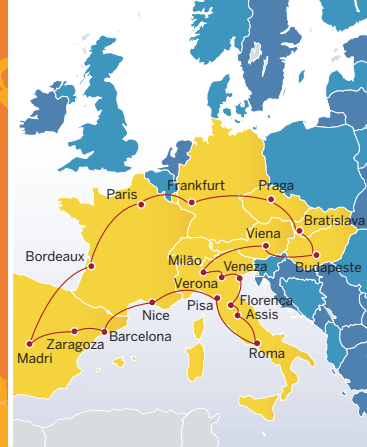 Paris
Frankfurt
Praga
Bratislava
Viena
Bordeaux
Milão
Veneza
Budapeste
Verona
Pisa
Florença
Nice
Assis
Zaragoza
Barcelona
Madri
Roma